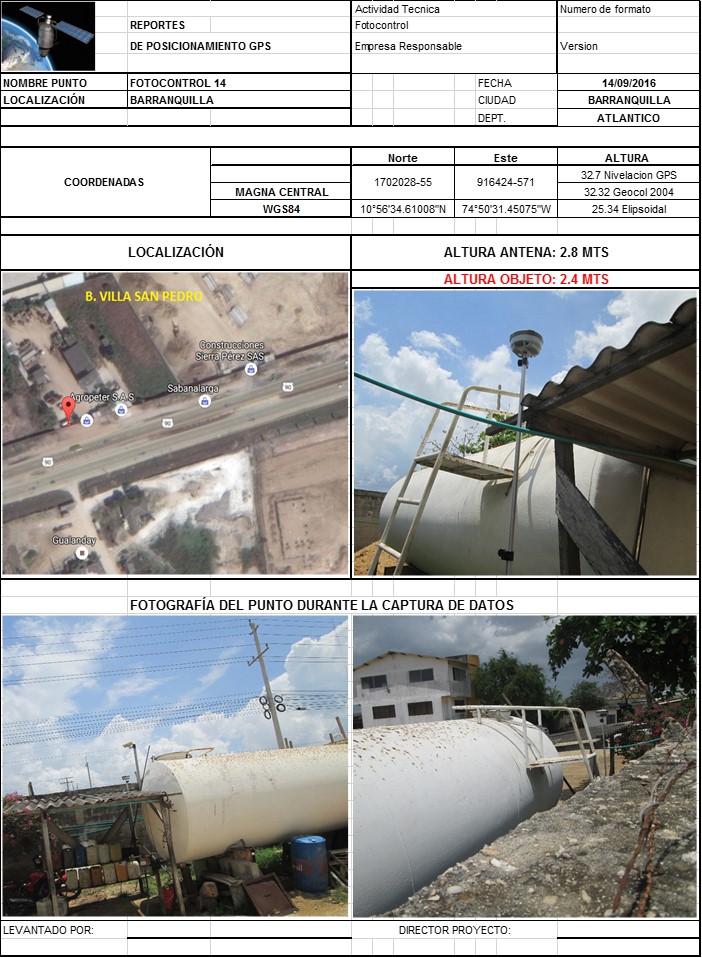 Actividad Tecnica
Numero de formato
REPORTES
Fotocontrol
DE POSICIONAMIENTO GPS
Empresa Responsable
Version
NOMBRE PUNTO
FOTOCONTROL 14
FECHA
14/09/2016
LOCALIZACIÓN
BARRANQUILLA
CIUDAD
BARRANQUILLA
DEPT.
ATLANTICO
COORDENADAS
Norte
Este
ALTURA
1702028-55
916424-571
32.7 Nivelacion GPS
MAGNA CENTRAL
32.32 Geocol 2004
WGS84
10°56'34.61008"N
74°50'31.45075"W
25.34 Elipsoidal
LOCALIZACIÓN
ALTURA ANTENA: 2.8 MTS
ALTURA OBJETO: 2.4 MTS
B. VILLA SAN PEDRO
Construcciones
Sierra Pérez SAS
Sabanalarga
90
Agropeter S.A.S
90
90
Gualanday
FOTOGRAFÍA DEL PUNTO DURANTE LA CAPTURA DE DATOS
LEVANTADO POR:
DIRECTOR PROYECTO: